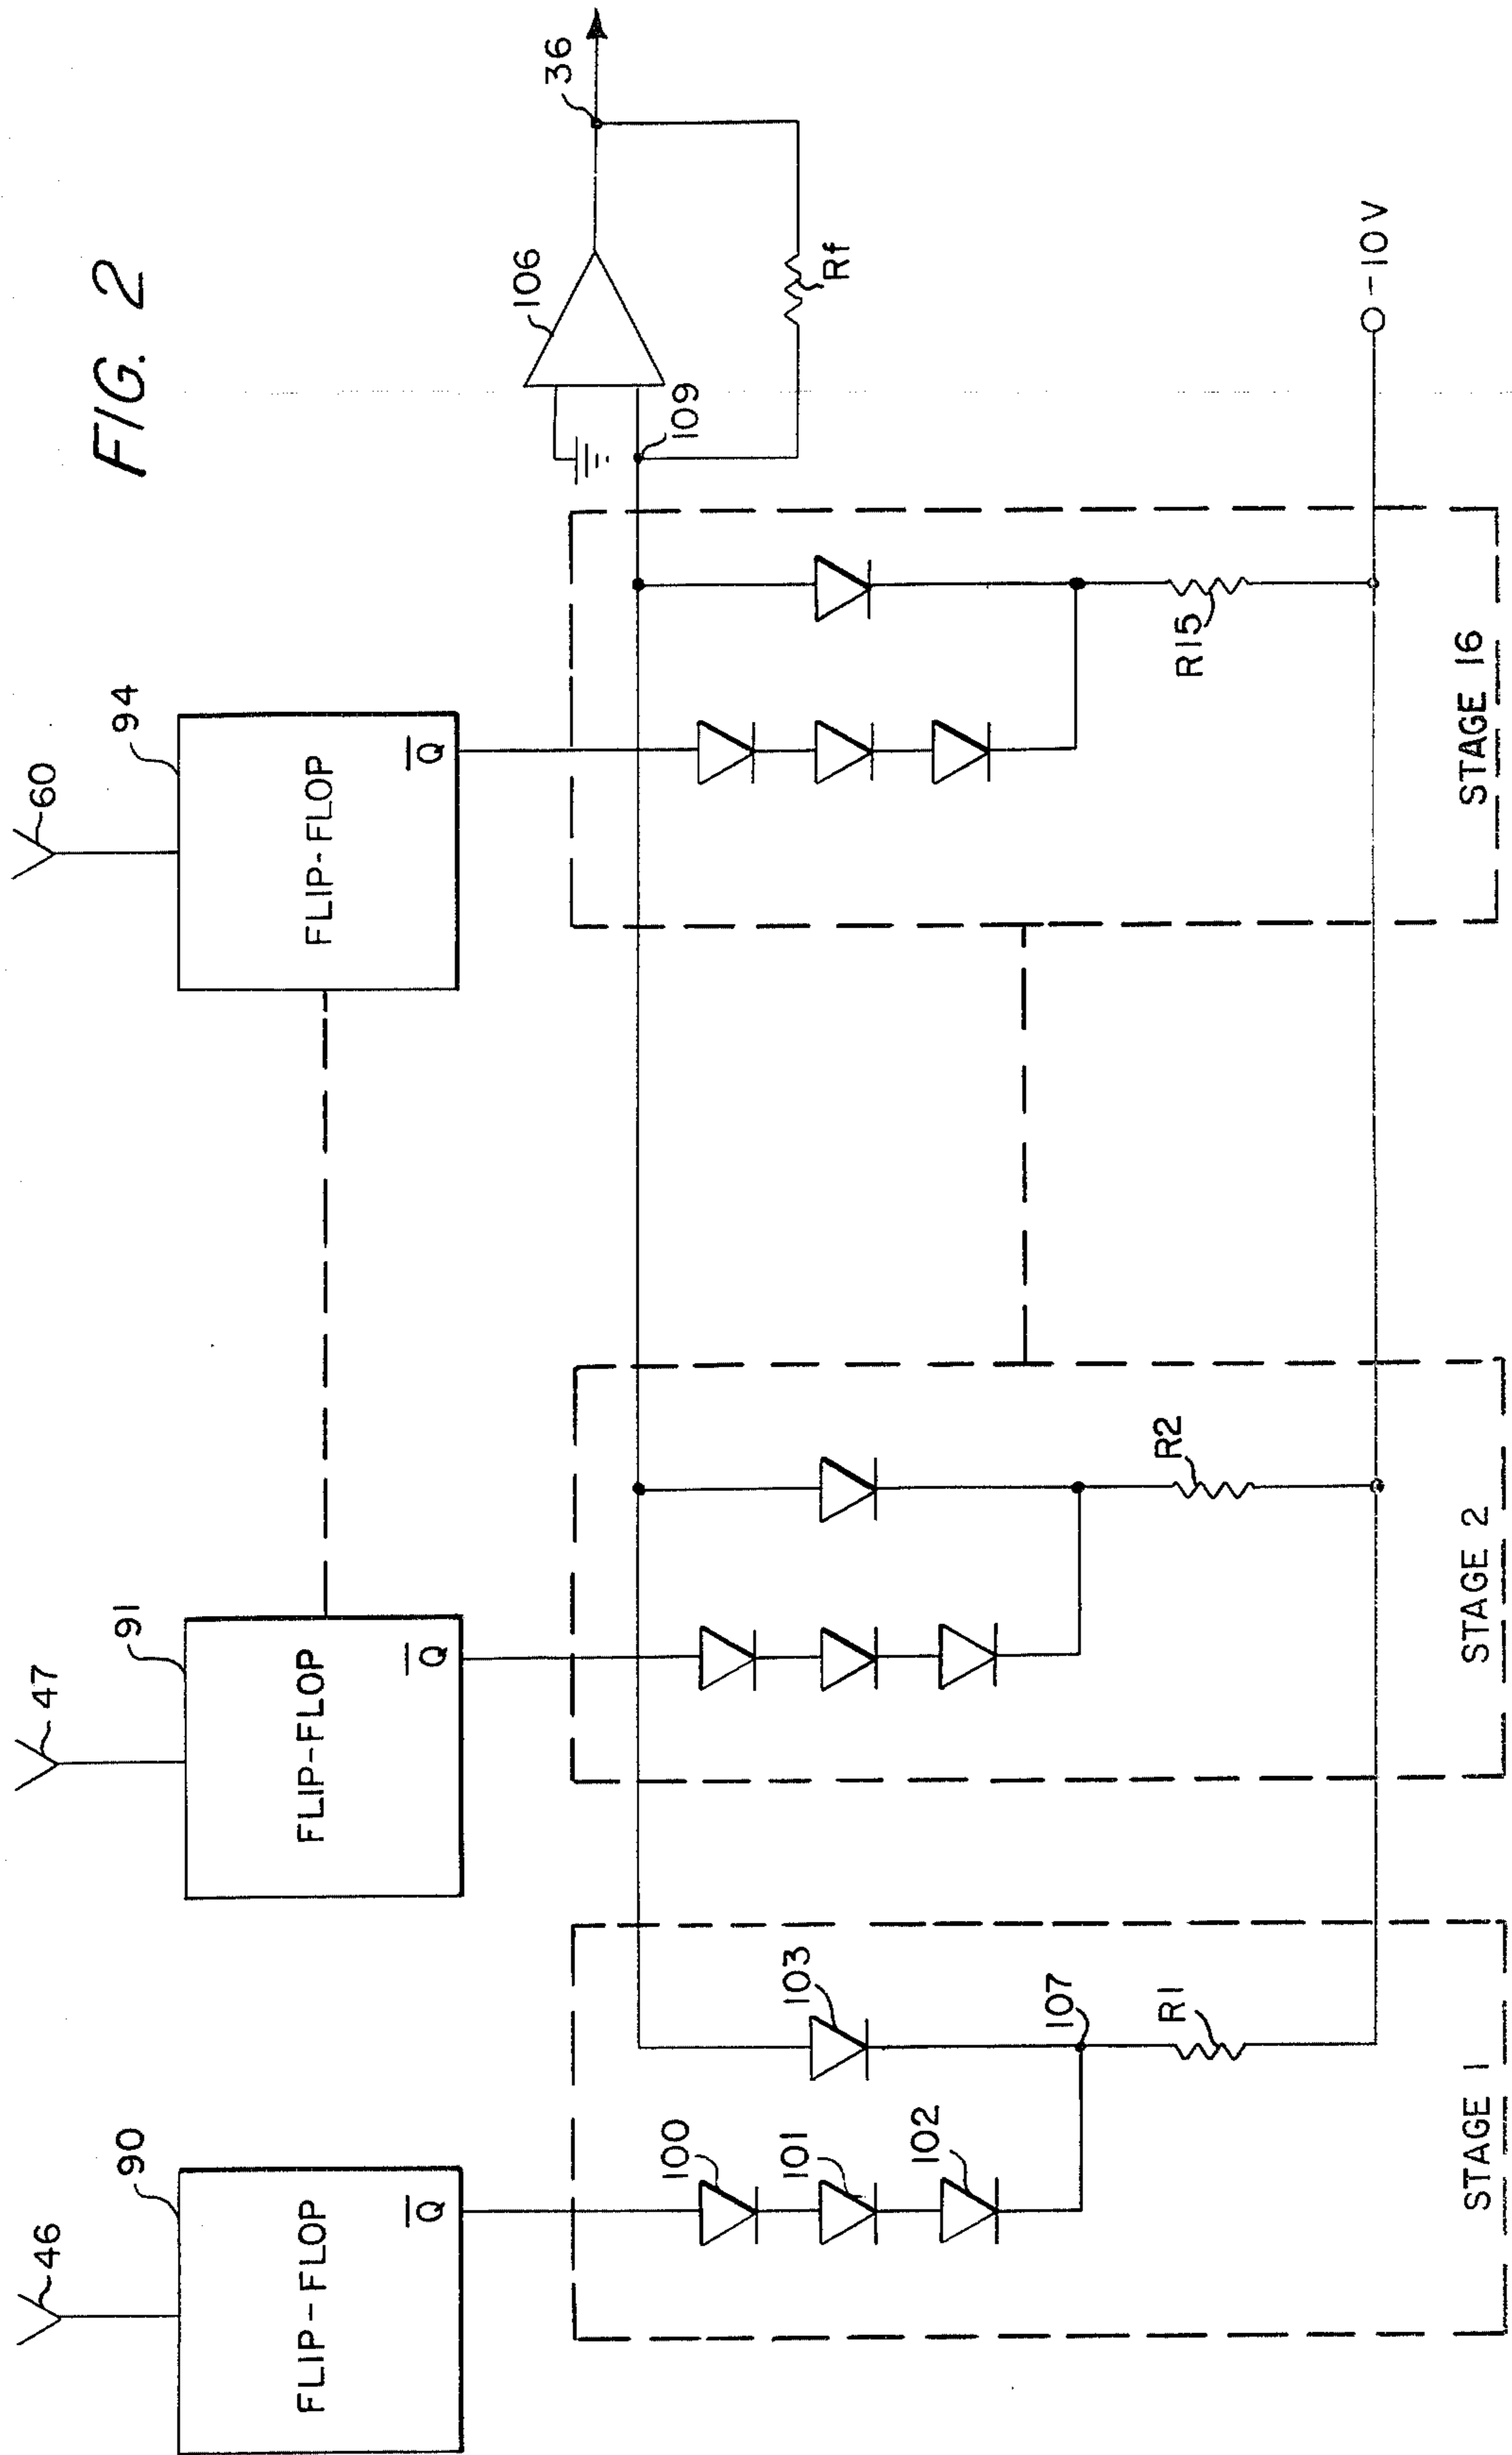 FIG. 2
46
90
FLIP-FLOP
Q
47
91
FLIP-FLOP
Q
60
94
FLIP-FLOP
Q
100
101
102
103
107
R1
STAGE 1
R2
STAGE 2
R15
STAGE 16
106
109
36
Rf
-10V